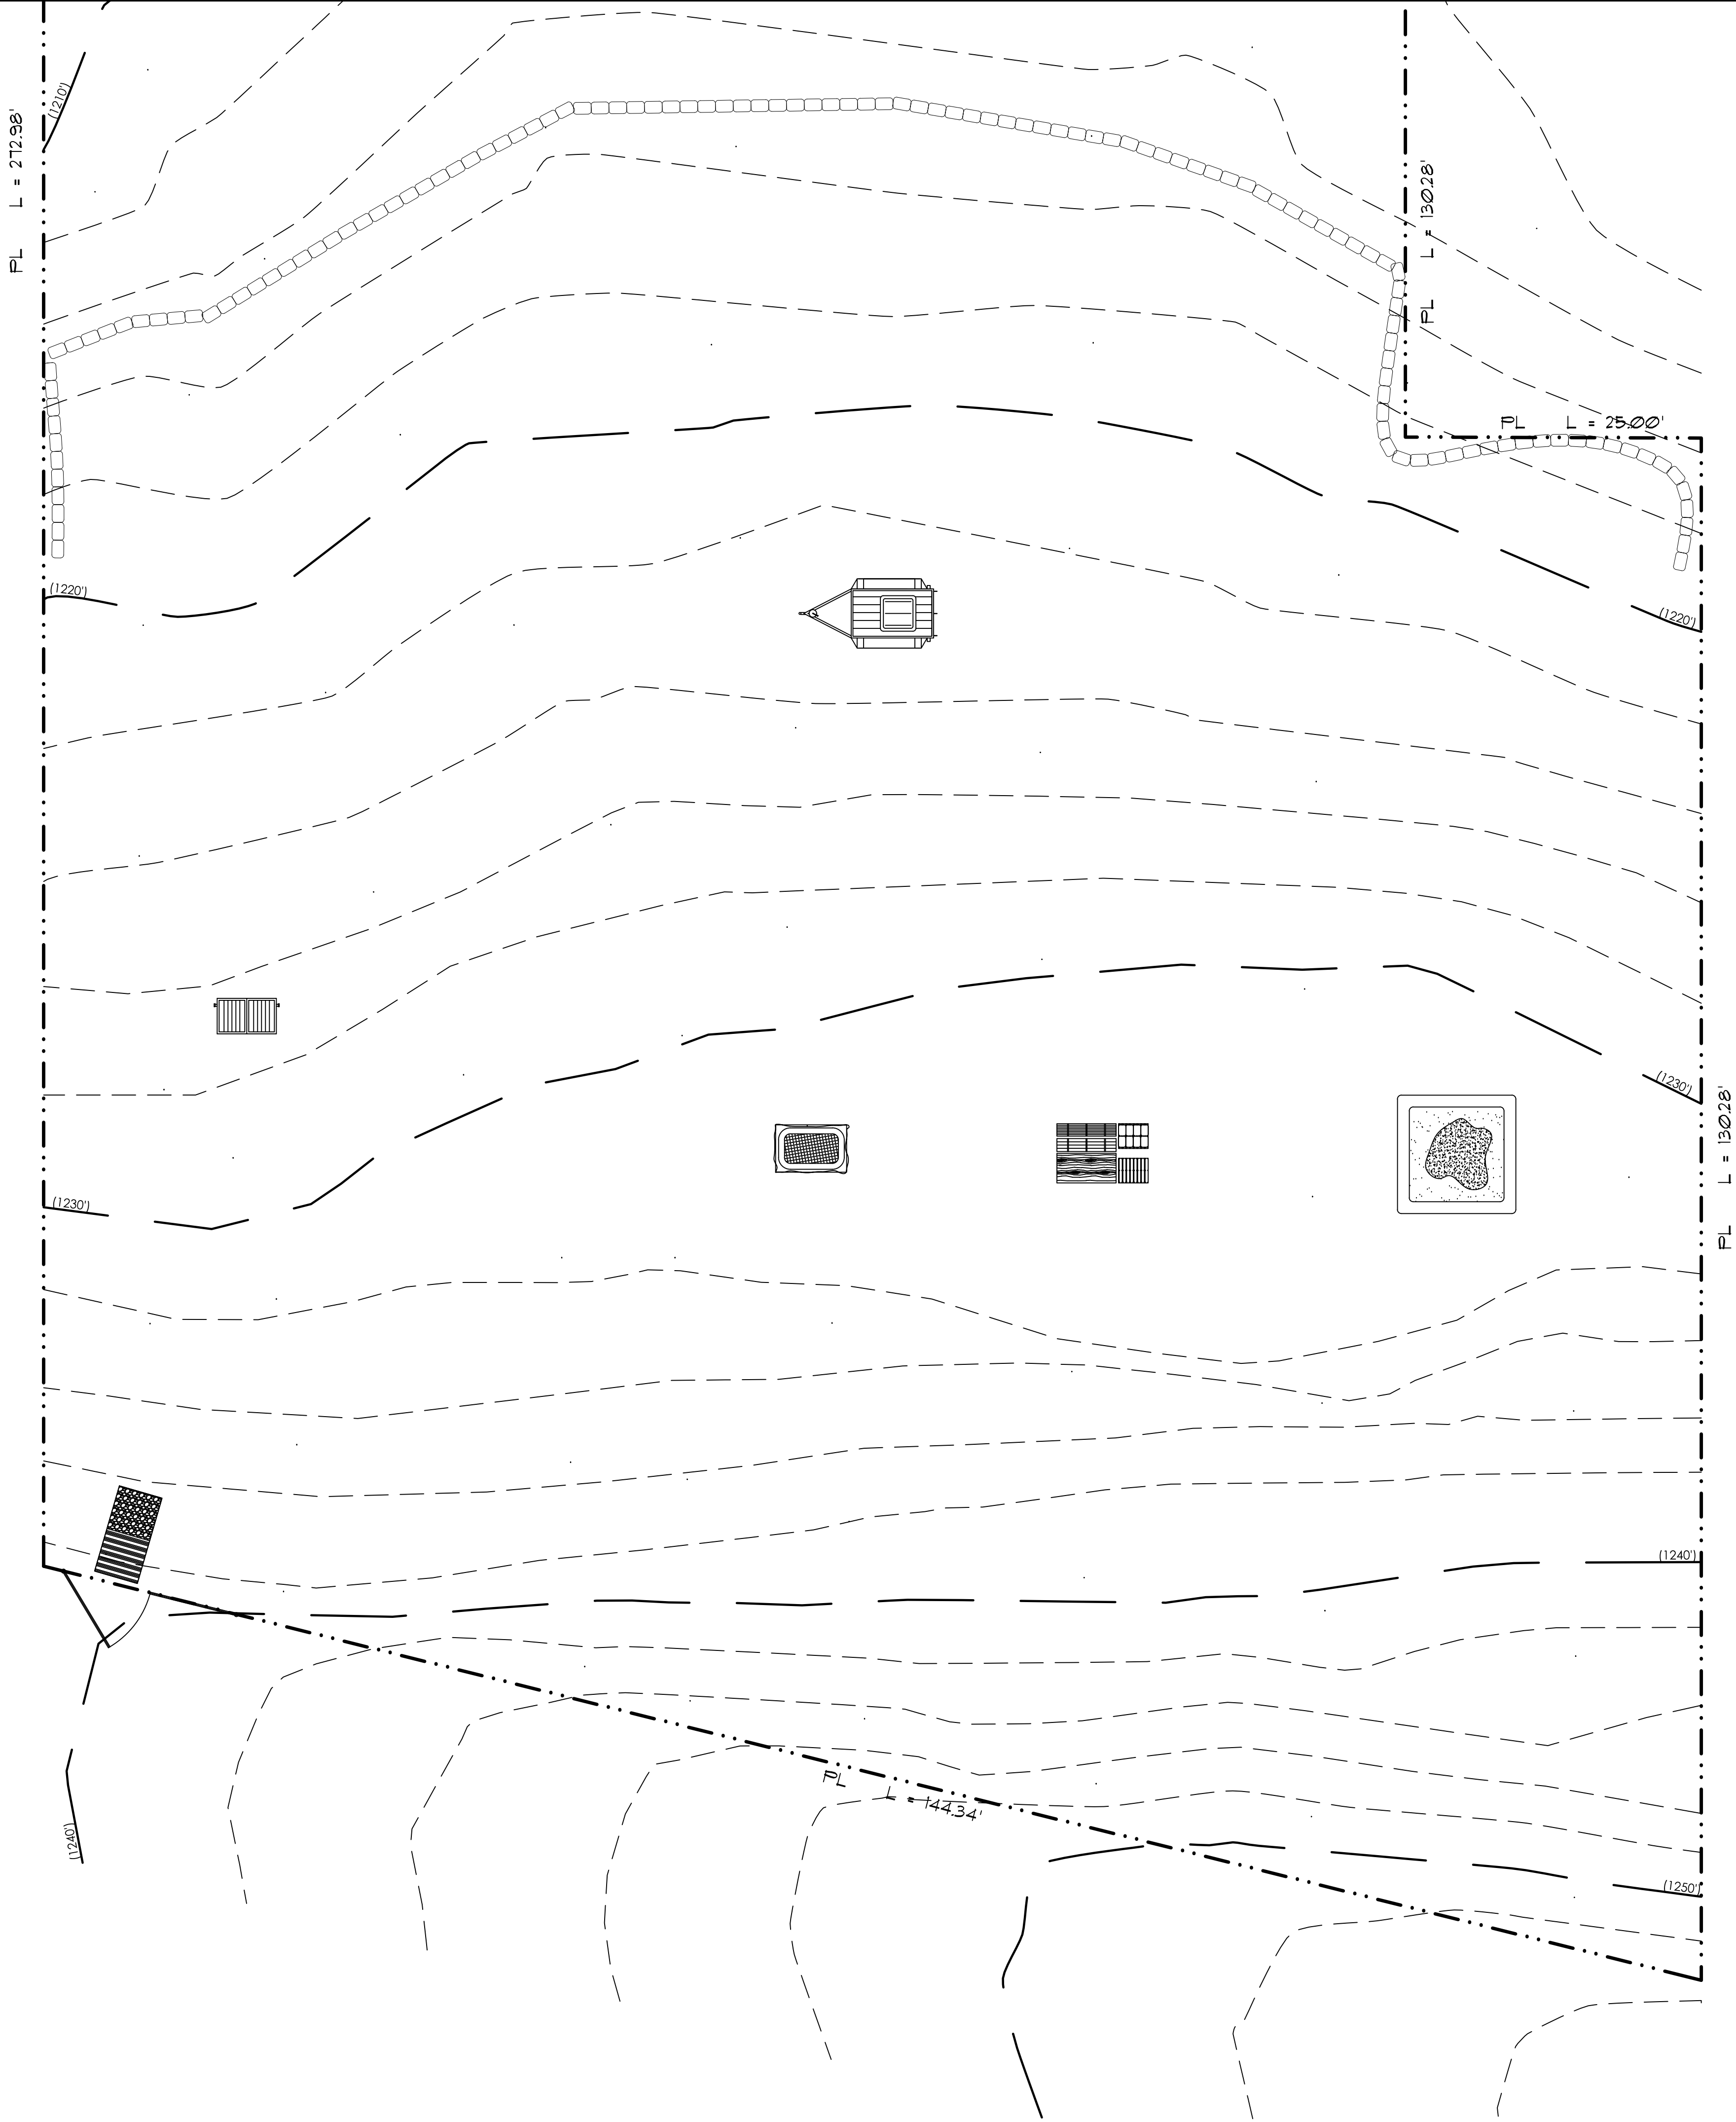 (1210')
PL L = 272.98'
PL L = 130.28'
PL L = 25.00'
(1220')
(1220')
(1230')
(1230')
PL L = 130.28'
(1240')
PL L = 144.34'
(1240')
(1250')